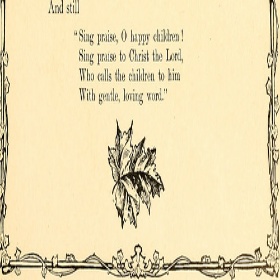 And still
"Sing praise, O happy children!
Sing praise to Christ the Lord,
Who calls the children to him
With gentle, loving word."